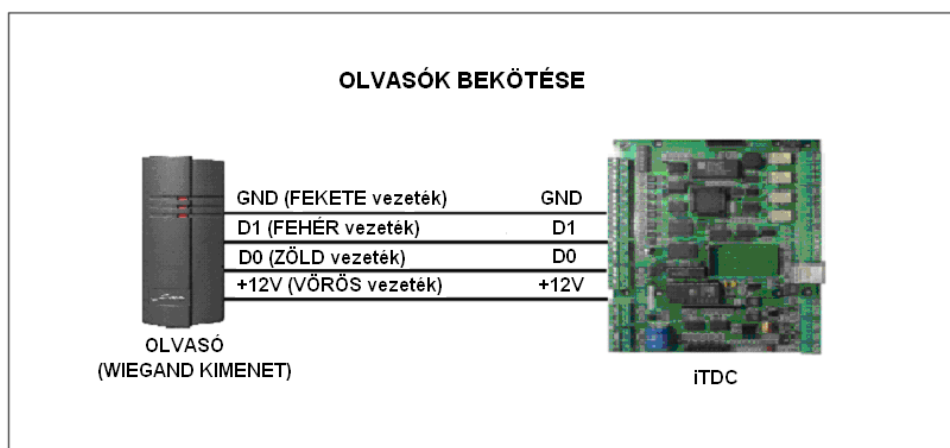 OLVASÓK BEKÖTÉSE
GND (FEKETE vezeték) GND
D1 (FEHÉR vezeték) D1
D0 (ZÖLD vezeték) D0
+12V (VÖRÖS vezeték) +12V
OLVASÓ
(WIEGAND KIMENET)
iTDC